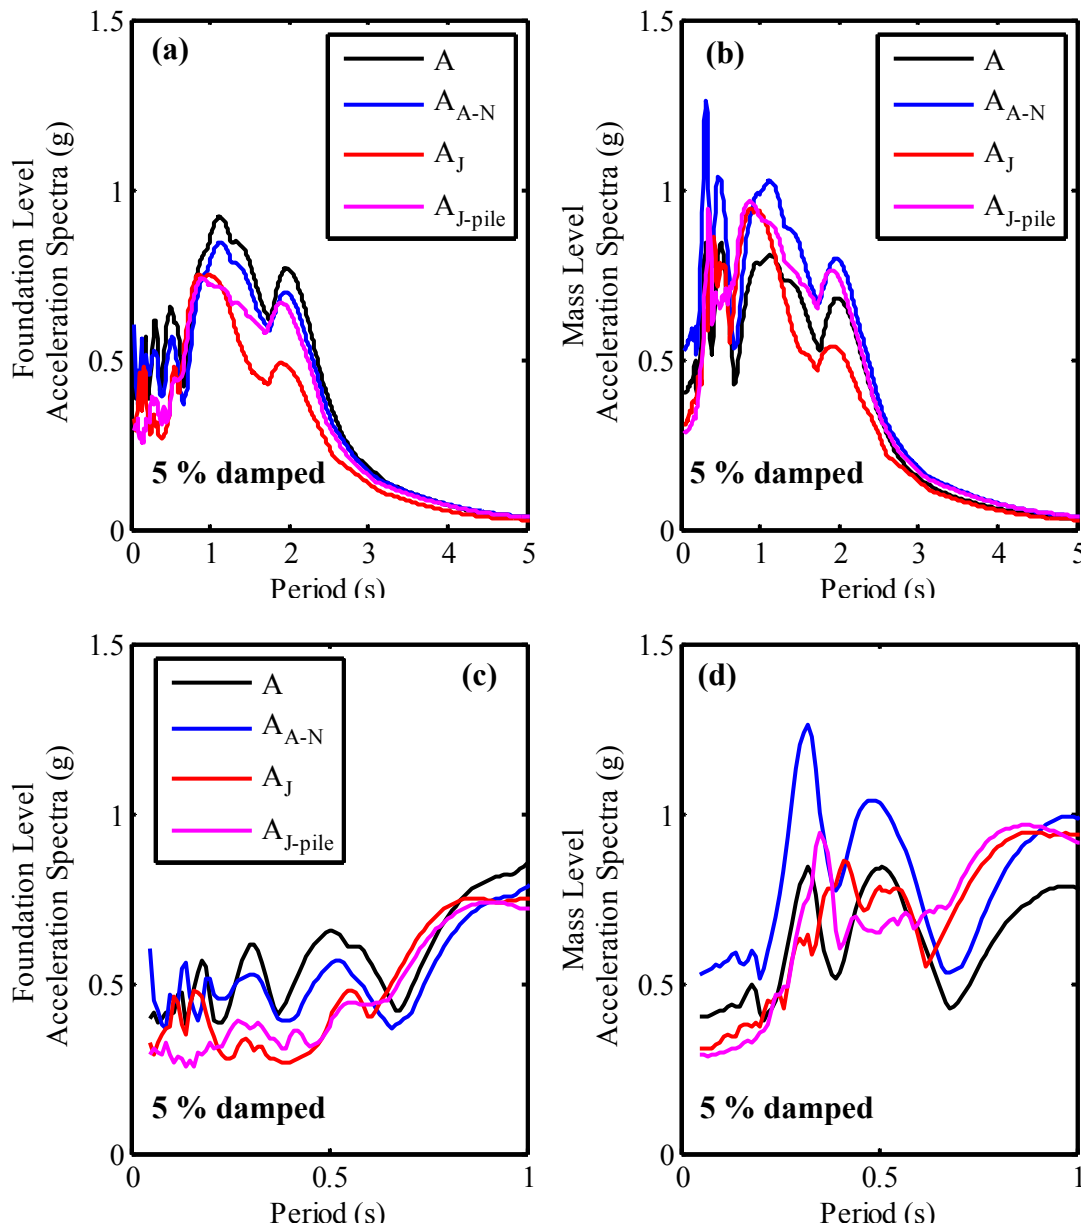 1.5
(a)
A
A_A-N
A_J
A_J-pile
1
0.5
0
Foundation Level
Acceleration Spectra (g)
5 % damped
0 1 2 3 4 5
Period (s)
1.5
(b)
A
A_A-N
A_J
A_J-pile
1
0.5
0
Mass Level
Acceleration Spectra (g)
5 % damped
0 1 2 3 4 5
Period (s)
1.5
(c)
A
A_A-N
A_J
A_J-pile
1
0.5
0
Foundation Level
Acceleration Spectra (g)
5 % damped
0 0.5 1
Period (s)
1.5
(d)
1
0.5
0
Mass Level
Acceleration Spectra (g)
5 % damped
0 0.5 1
Period (s)